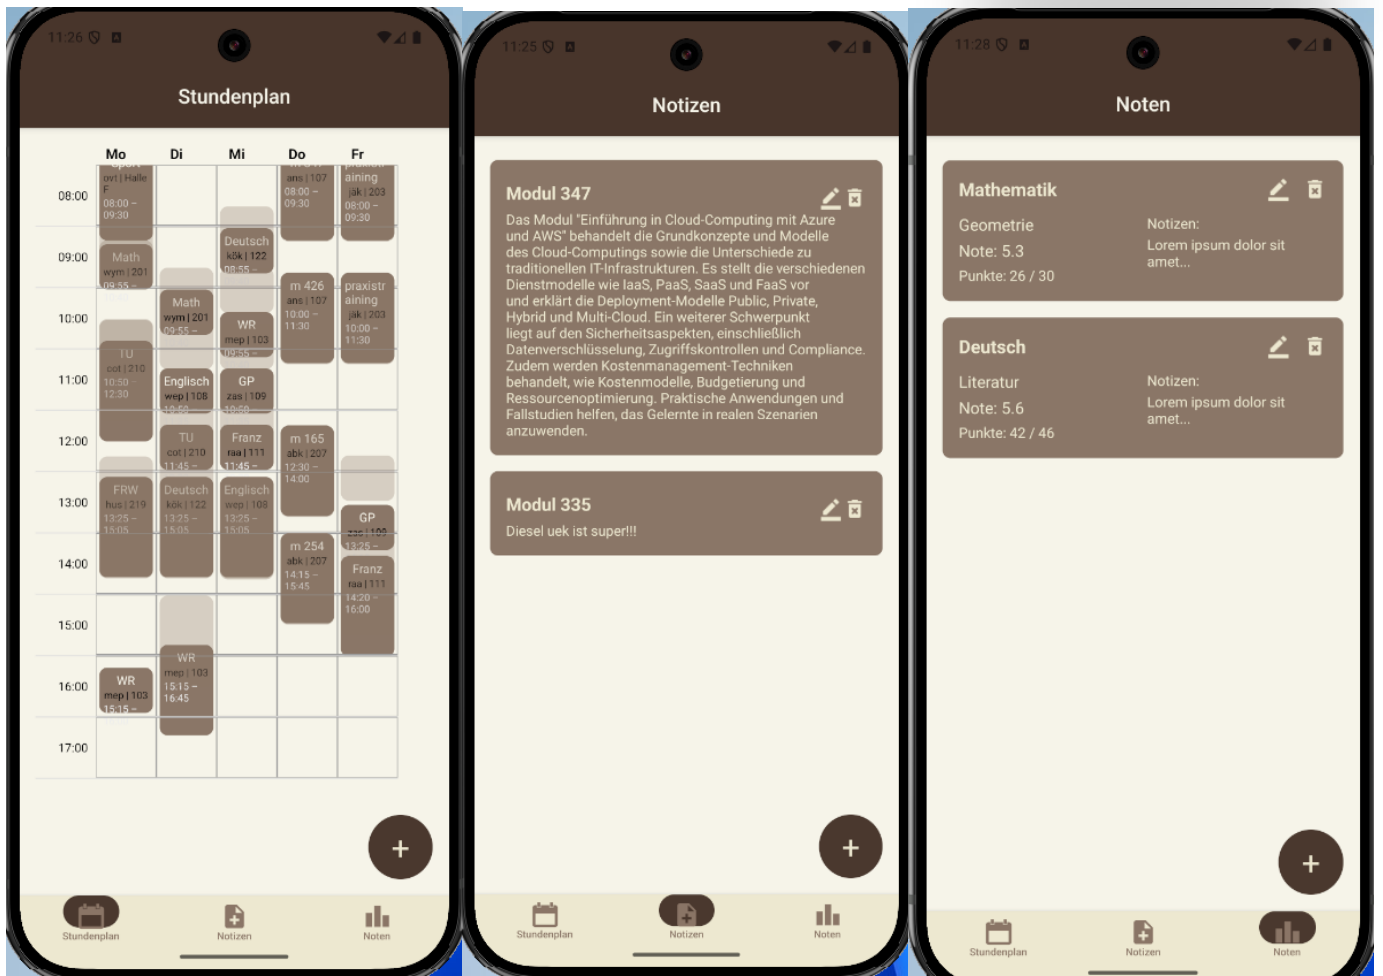 11:26
Stundenplan
Mo Di Mi Do Fr
08:00
09:00
10:00
11:00
12:00
13:00
14:00
15:00
16:00
17:00
ovt | Halle
F
08:00 –
09:30
Math
wym | 201
09:55 –
TU
cot | 210
10:50 –
12:30
FRW
hus | 219
13:25 –
15:05
WR
mep | 103
15:15 –
Math
wym | 201
09:55 –
Englisch
wep | 108
10:50 –
TU
cot | 210
11:45 –
Deutsch
kök | 122
13:25 –
15:05
WR
mep | 103
15:15 –
16:45
Deutsch
kök | 122
08:55 –
WR
mep | 103
09:55 –
GP
zas | 109
10:50 –
Franz
raa | 111
11:45 –
Englisch
wep | 108
13:25 –
15:05
ans | 107
08:00 –
09:30
m 426
ans | 107
10:00 –
11:30
m 165
abk | 207
12:30 –
14:00
m 254
abk | 207
14:15 –
15:45
aining
jäk | 203
08:00 –
09:30
praxistr
aining
jäk | 203
10:00 –
11:30
GP
zas | 109
13:25 –
Franz
raa | 111
14:20 –
16:00
+
Stundenplan
Notizen
Noten
11:25
Notizen
Modul 347
Das Modul "Einführung in Cloud-Computing mit Azure
und AWS" behandelt die Grundkonzepte und Modelle
des Cloud-Computings sowie die Unterschiede zu
traditionellen IT-Infrastrukturen. Es stellt die verschiedenen
Dienstmodelle wie IaaS, PaaS, SaaS und FaaS vor
und erklärt die Deployment-Modelle Public, Private,
Hybrid und Multi-Cloud. Ein weiterer Schwerpunkt
liegt auf den Sicherheitsaspekten, einschließlich
Datenverschlüsselung, Zugriffskontrollen und Compliance.
Zudem werden Kostenmanagement-Techniken
behandelt, wie Kostenmodelle, Budgetierung und
Ressourcenoptimierung. Praktische Anwendungen und
Fallstudien helfen, das Gelernte in realen Szenarien
anzuwenden.
Modul 335
Diesel uek ist super!!!
+
Stundenplan
Notizen
Noten
11:28
Noten
Mathematik
Geometrie
Note: 5.3
Punkte: 26 / 30
Notizen:
Lorem ipsum dolor sit
amet...
Deutsch
Literatur
Note: 5.6
Punkte: 42 / 46
Notizen:
Lorem ipsum dolor sit
amet...
+
Stundenplan
Notizen
Noten